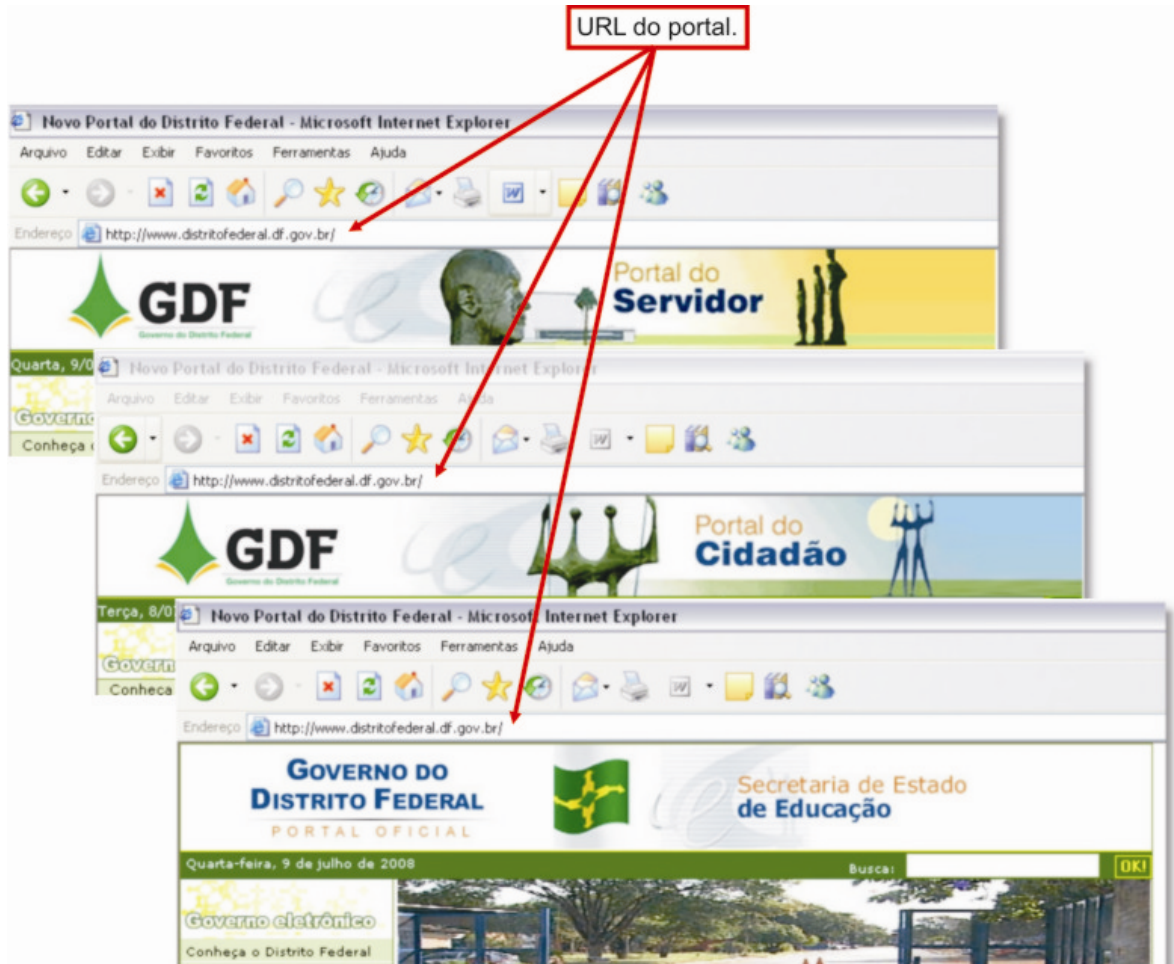 URL do portal.
Novo Portal do Distrito Federal - Microsoft Internet Explorer
Arquivo Editar Exibir Favoritos Ferramentas Ajuda
Endereço http://www.distritofederal.df.gov.br/
GDF
Governo do Distrito Federal
Portal do
Servidor
Quarta, 9/0
Governo
Conheça
Novo Portal do Distrito Federal - Microsoft Internet Explorer
Arquivo Editar Exibir Favoritos Ferramentas Ajuda
Endereço http://www.distritofederal.df.gov.br/
GDF
Governo do Distrito Federal
Portal do
Cidadão
Terça, 8/0
Govern
Conheca
Novo Portal do Distrito Federal - Microsoft Internet Explorer
Arquivo Editar Exibir Favoritos Ferramentas Ajuda
Endereço http://www.distritofederal.df.gov.br/
GOVERNO DO
DISTRITO FEDERAL
PORTAL OFICIAL
Secretaria de Estado
de Educação
Quarta-feira, 9 de julho de 2008
Busca: OK!
Governo eletrônico
Conheça o Distrito Federal